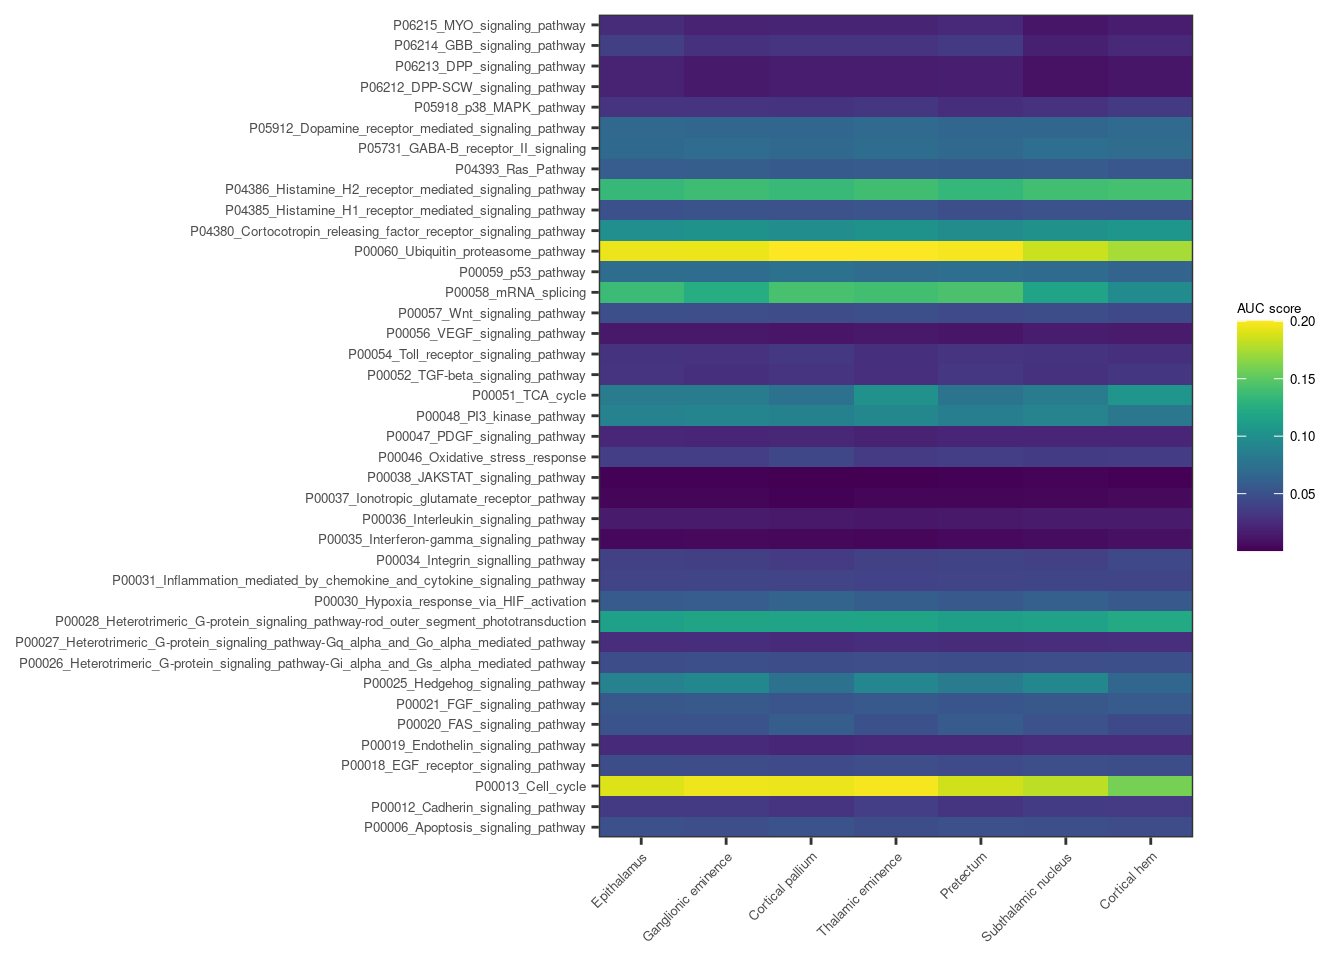 P06215_MYO_signaling_pathway
P06214_GBB_signaling_pathway
P06213_DPP_signaling_pathway
P06212_DPP-SCW_signaling_pathway
P05918_p38_MAPK_pathway
P05912_Dopamine_receptor_mediated_signaling_pathway
P05731_GABA-B_receptor_II_signaling
P04393_Ras_Pathway
P04386_Histamine_H2_receptor_mediated_signaling_pathway
P04385_Histamine_H1_receptor_mediated_signaling_pathway
P04380_Cortocotropin_releasing_factor_receptor_signaling_pathway
P00060_Ubiquitin_proteasome_pathway
P00059_p53_pathway
P00058_mRNA_splicing
P00057_Wnt_signaling_pathway
P00056_VEGF_signaling_pathway
P00054_Toll_receptor_signaling_pathway
P00052_TGF-beta_signaling_pathway
P00051_TCA_cycle
P00048_PI3_kinase_pathway
P00047_PDGF_signaling_pathway
P00046_Oxidative_stress_response
P00038_JAKSTAT_signaling_pathway
P00037_Ionotropic_glutamate_receptor_pathway
P00036_Interleukin_signaling_pathway
P00035_Interferon-gamma_signaling_pathway
P00034_Integrin_signalling_pathway
P00031_Inflammation_mediated_by_chemokine_and_cytokine_signaling_pathway
P00030_Hypoxia_response_via_HIF_activation
P00028_Heterotrimeric_G-protein_signaling_pathway-rod_outer_segment_phototransduction
P00027_Heterotrimeric_G-protein_signaling_pathway-Gq_alpha_and_Go_alpha_mediated_pathway
P00026_Heterotrimeric_G-protein_signaling_pathway-Gi_alpha_and_Gs_alpha_mediated_pathway
P00025_Hedgehog_signaling_pathway
P00021_FGF_signaling_pathway
P00020_FAS_signaling_pathway
P00019_Endothelin_signaling_pathway
P00018_EGF_receptor_signaling_pathway
P00013_Cell_cycle
P00012_Cadherin_signaling_pathway
P00006_Apoptosis_signaling_pathway
Epithalamus
Ganglionic eminence
Cortical pallium
Thalamic eminence
Pretectum
Subthalamic nucleus
Cortical hem
AUC score
0.20
0.15
0.10
0.05